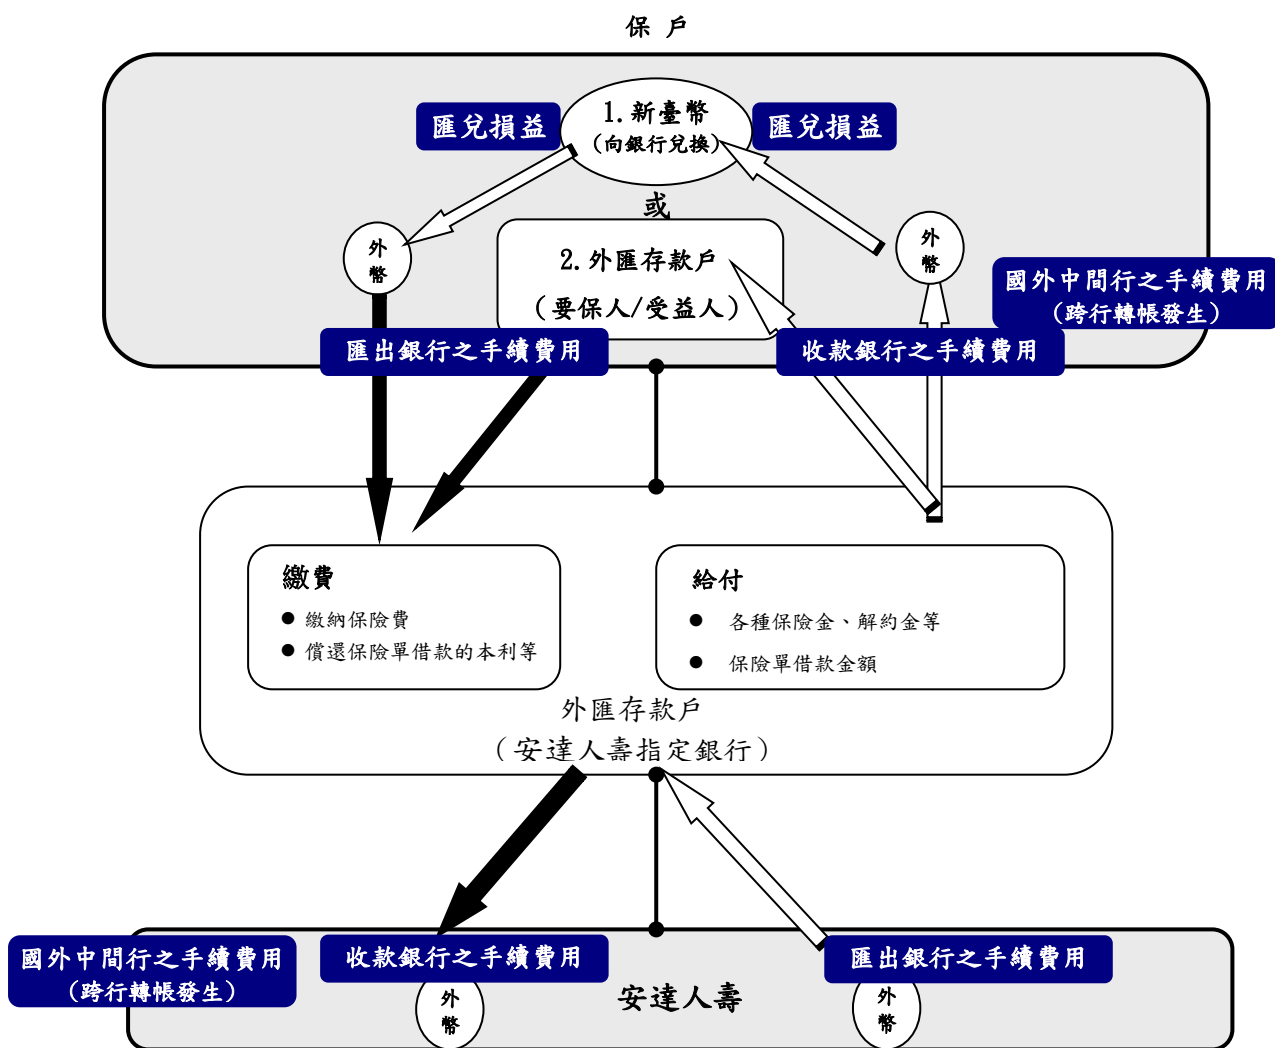 保 戶
匯兌損益
1.新臺幣
(向銀行兌換)
匯兌損益
或
外
幣
2.外匯存款戶
(要保人/受益人)
外
幣
國外中間行之手續費用
(跨行轉帳發生)
匯出銀行之手續費用
收款銀行之手續費用
繳費
● 繳納保險費
● 償還保險單借款的本利等
給付
● 各種保險金、解約金等
● 保險單借款金額
外匯存款戶
(安達人壽指定銀行)
國外中間行之手續費用
(跨行轉帳發生)
收款銀行之手續費用
外
幣
安達人壽
匯出銀行之手續費用
外
幣